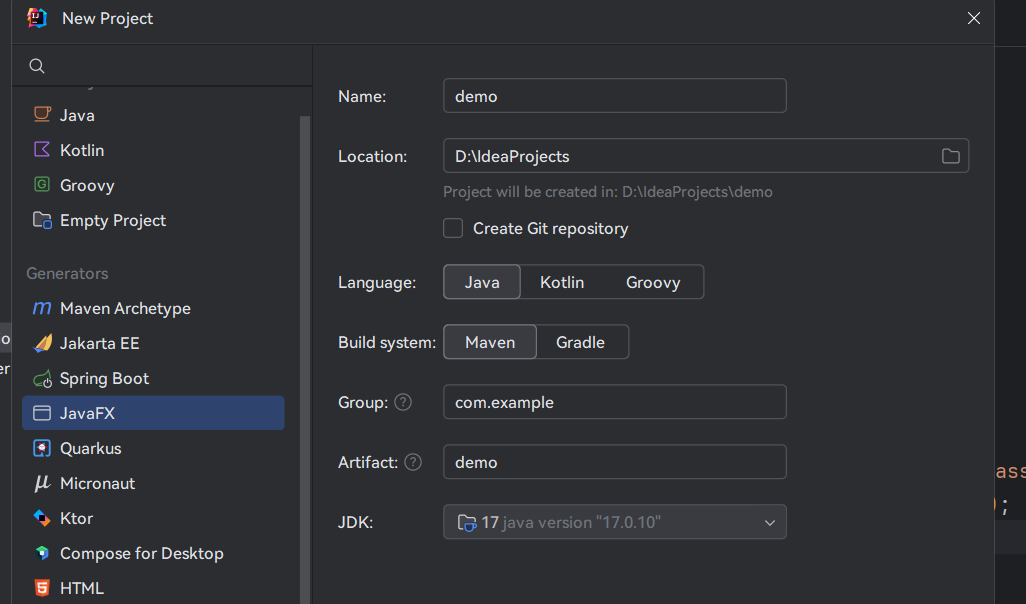 New Project
Java
Kotlin
Groovy
Empty Project
Generators
Maven Archetype
Jakarta EE
Spring Boot
JavaFX
Quarkus
Micronaut
Ktor
Compose for Desktop
HTML
Name: demo
Location: D:\IdeaProjects
Project will be created in: D:\IdeaProjects\demo
Create Git repository
Language: Java Kotlin Groovy
Build system: Maven Gradle
Group: ? com.example
Artifact: ? demo
JDK: 17 java version "17.0.10"